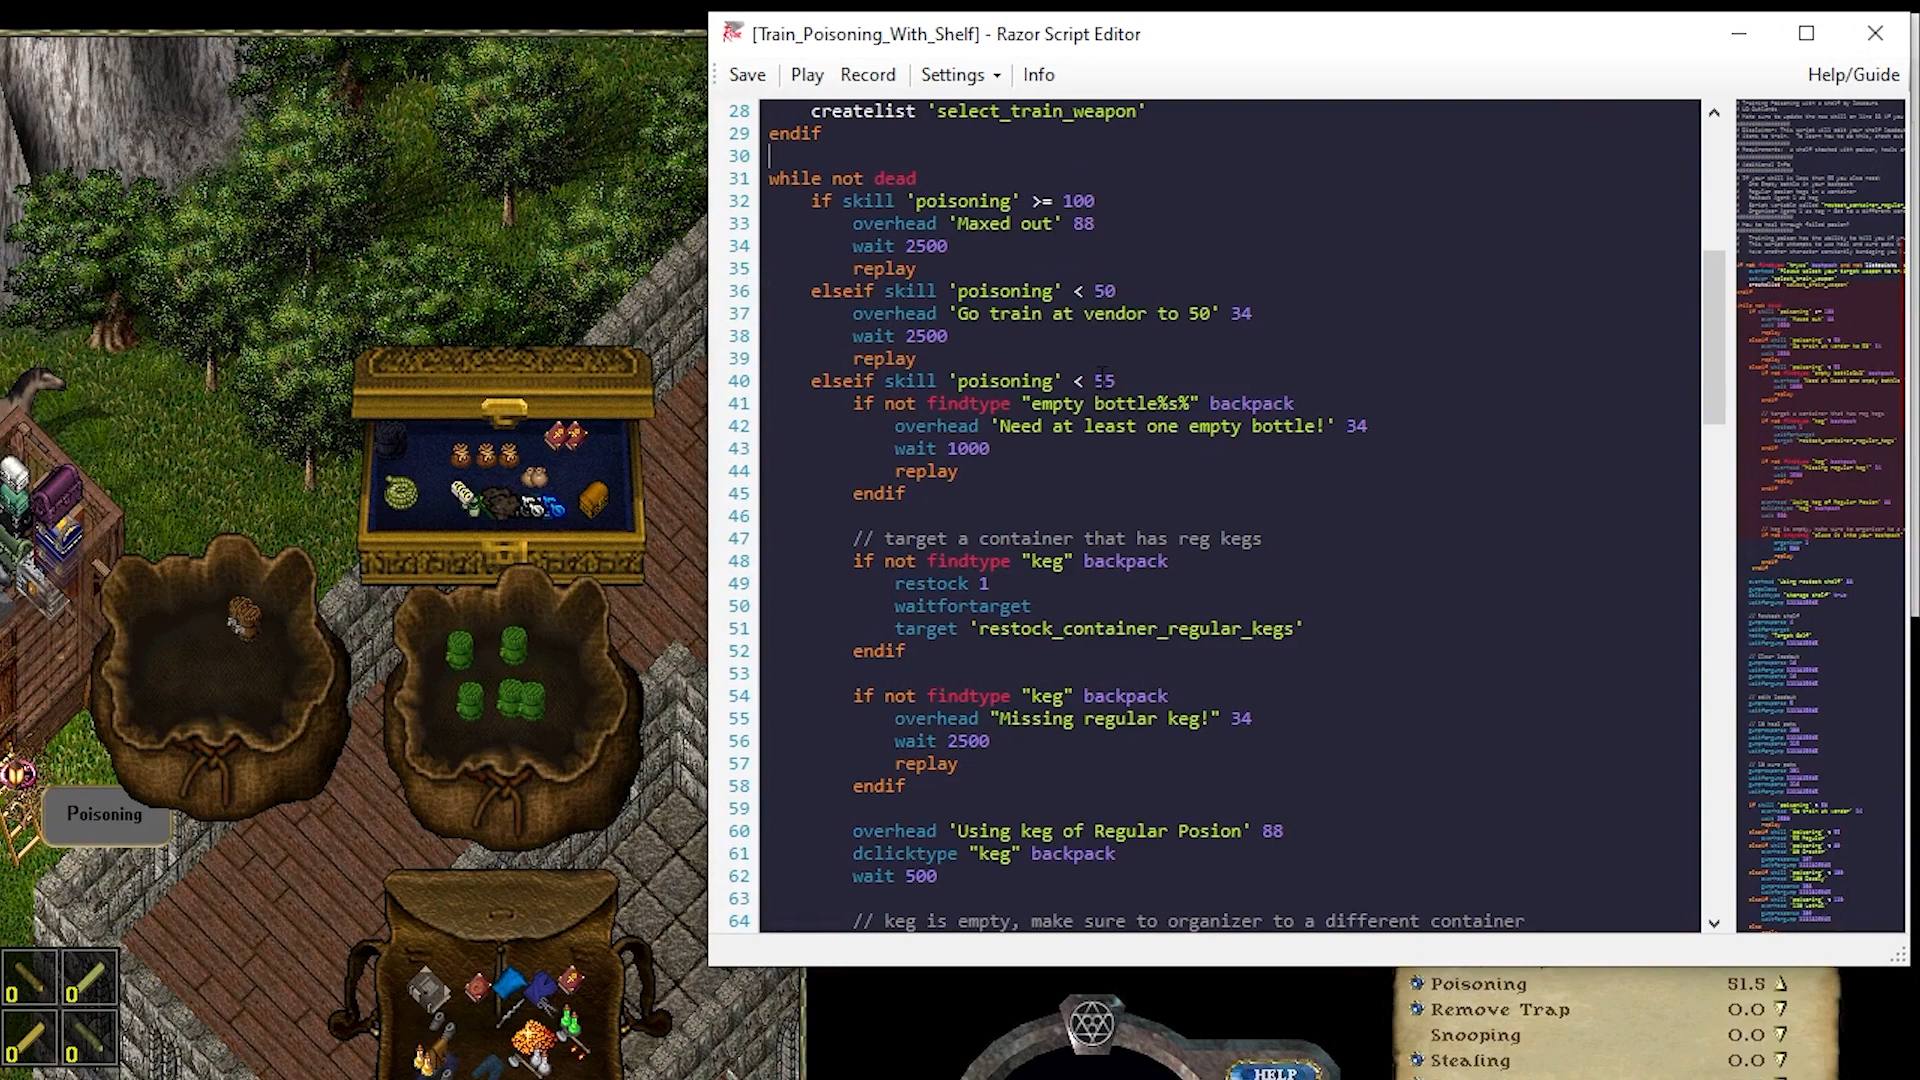 [Train_Poisoning_With_Shelf] - Razor Script Editor
Save Play Record Settings Info Help/Guide
28 createlist 'select_train_weapon'
29 endif
30
31 while not dead
32 if skill 'poisoning' >= 100
33 overhead 'Maxed out' 88
34 wait 2500
35 replay
36 elseif skill 'poisoning' < 50
37 overhead 'Go train at vendor to 50' 34
38 wait 2500
39 replay
40 elseif skill 'poisoning' < 55
41 if not findtype "empty bottle%s%" backpack
42 overhead 'Need at least one empty bottle!' 34
43 wait 1000
44 replay
45 endif
46
47 // target a container that has reg kegs
48 if not findtype "keg" backpack
49 restock 1
50 waitfortarget
51 target 'restock_container_regular_kegs'
52 endif
53
54 if not findtype "keg" backpack
55 overhead "Missing regular keg!" 34
56 wait 2500
57 replay
58 endif
59
60 overhead 'Using keg of Regular Posion' 88
61 dclicktype "keg" backpack
62 wait 500
63
64 // keg is empty, make sure to organizer to a different container
Poisoning
0 0
0 0
HELP
Poisoning 51.5
Remove Trap 0.0
Snooping 0.0
Stealing 0.0